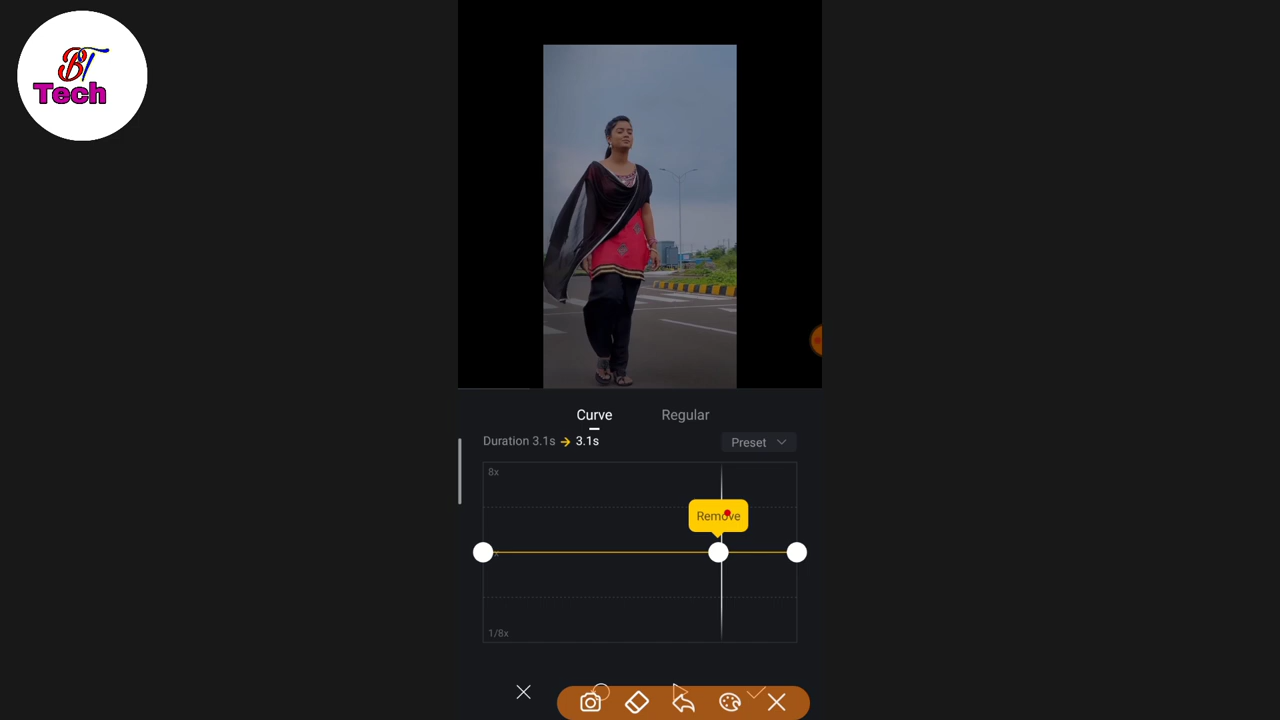 BT
Tech
Curve
Regular
Duration 3.1s → 3.1s
Preset
8x
Remove
1/8x